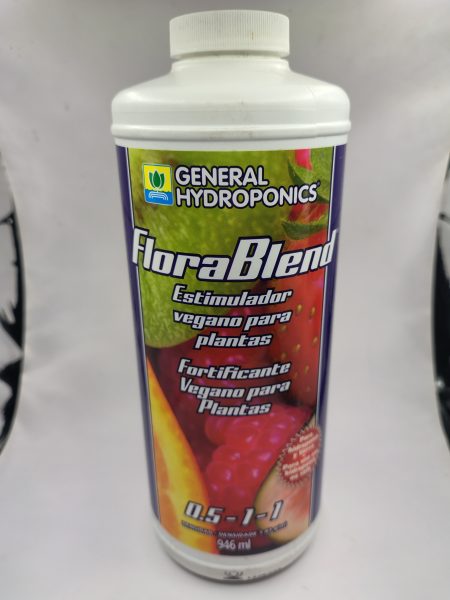 GENERAL
HYDROPONICS
FloraBlend
Estimulador
vegano para
plantas
Fortificante
Vegano para
Plantas
0.5-1-1
946 ml